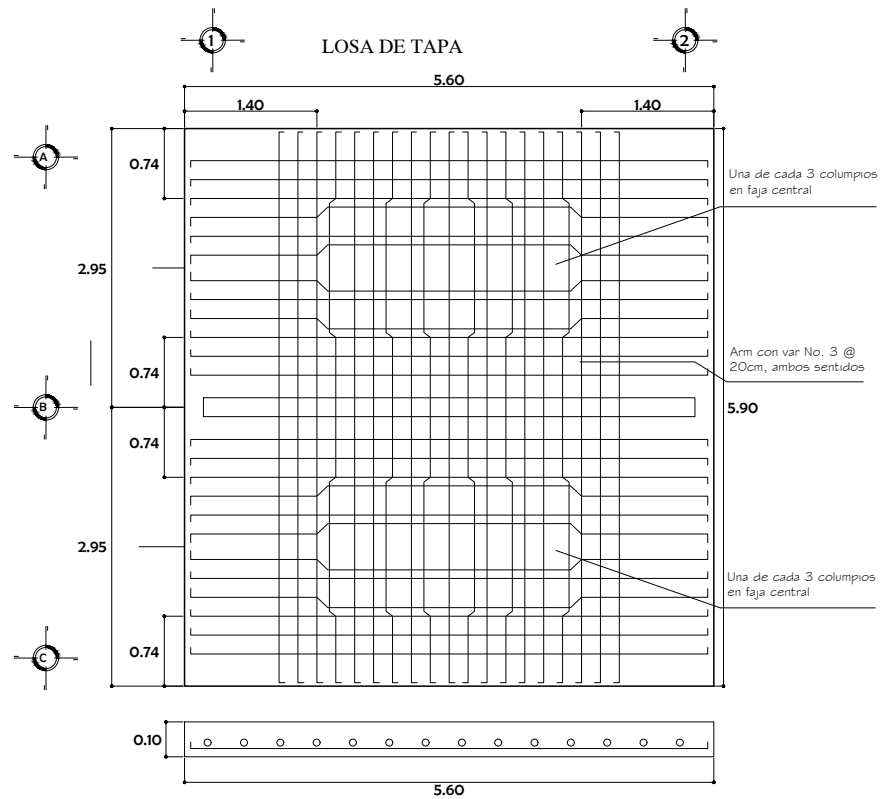 1
LOSA DE TAPA
2
5.60
1.40
1.40
A
0.74
Una de cada 3 columpios
en faja central
2.95
Arm con var No. 3 @
20cm, ambos sentidos
0.74
B
5.90
0.74
2.95
Una de cada 3 columpios
en faja central
0.74
C
0.10
5.60